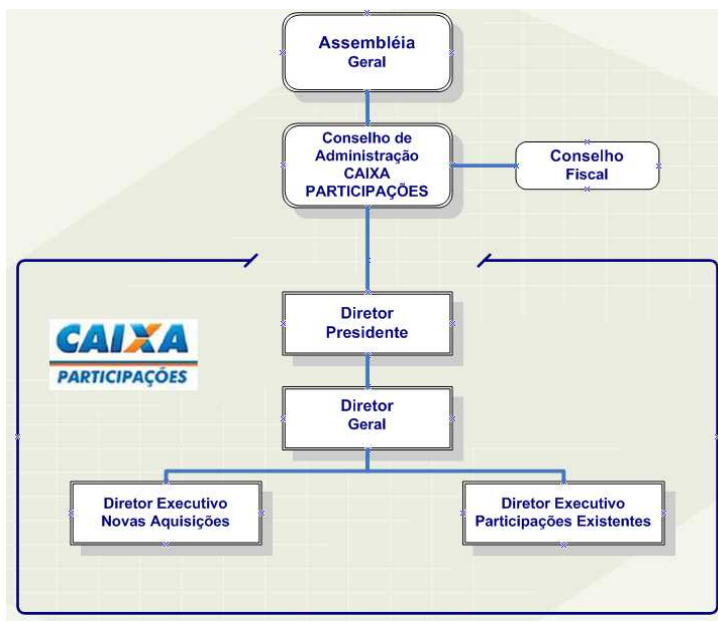 Assembléia
Geral
Conselho de
Administração
CAIXA
PARTICIPAÇÕES
Conselho
Fiscal
Diretor
Presidente
CAIXA
PARTICIPAÇÕES
Diretor
Geral
Diretor Executivo
Novas Aquisições
Diretor Executivo
Participações Existentes